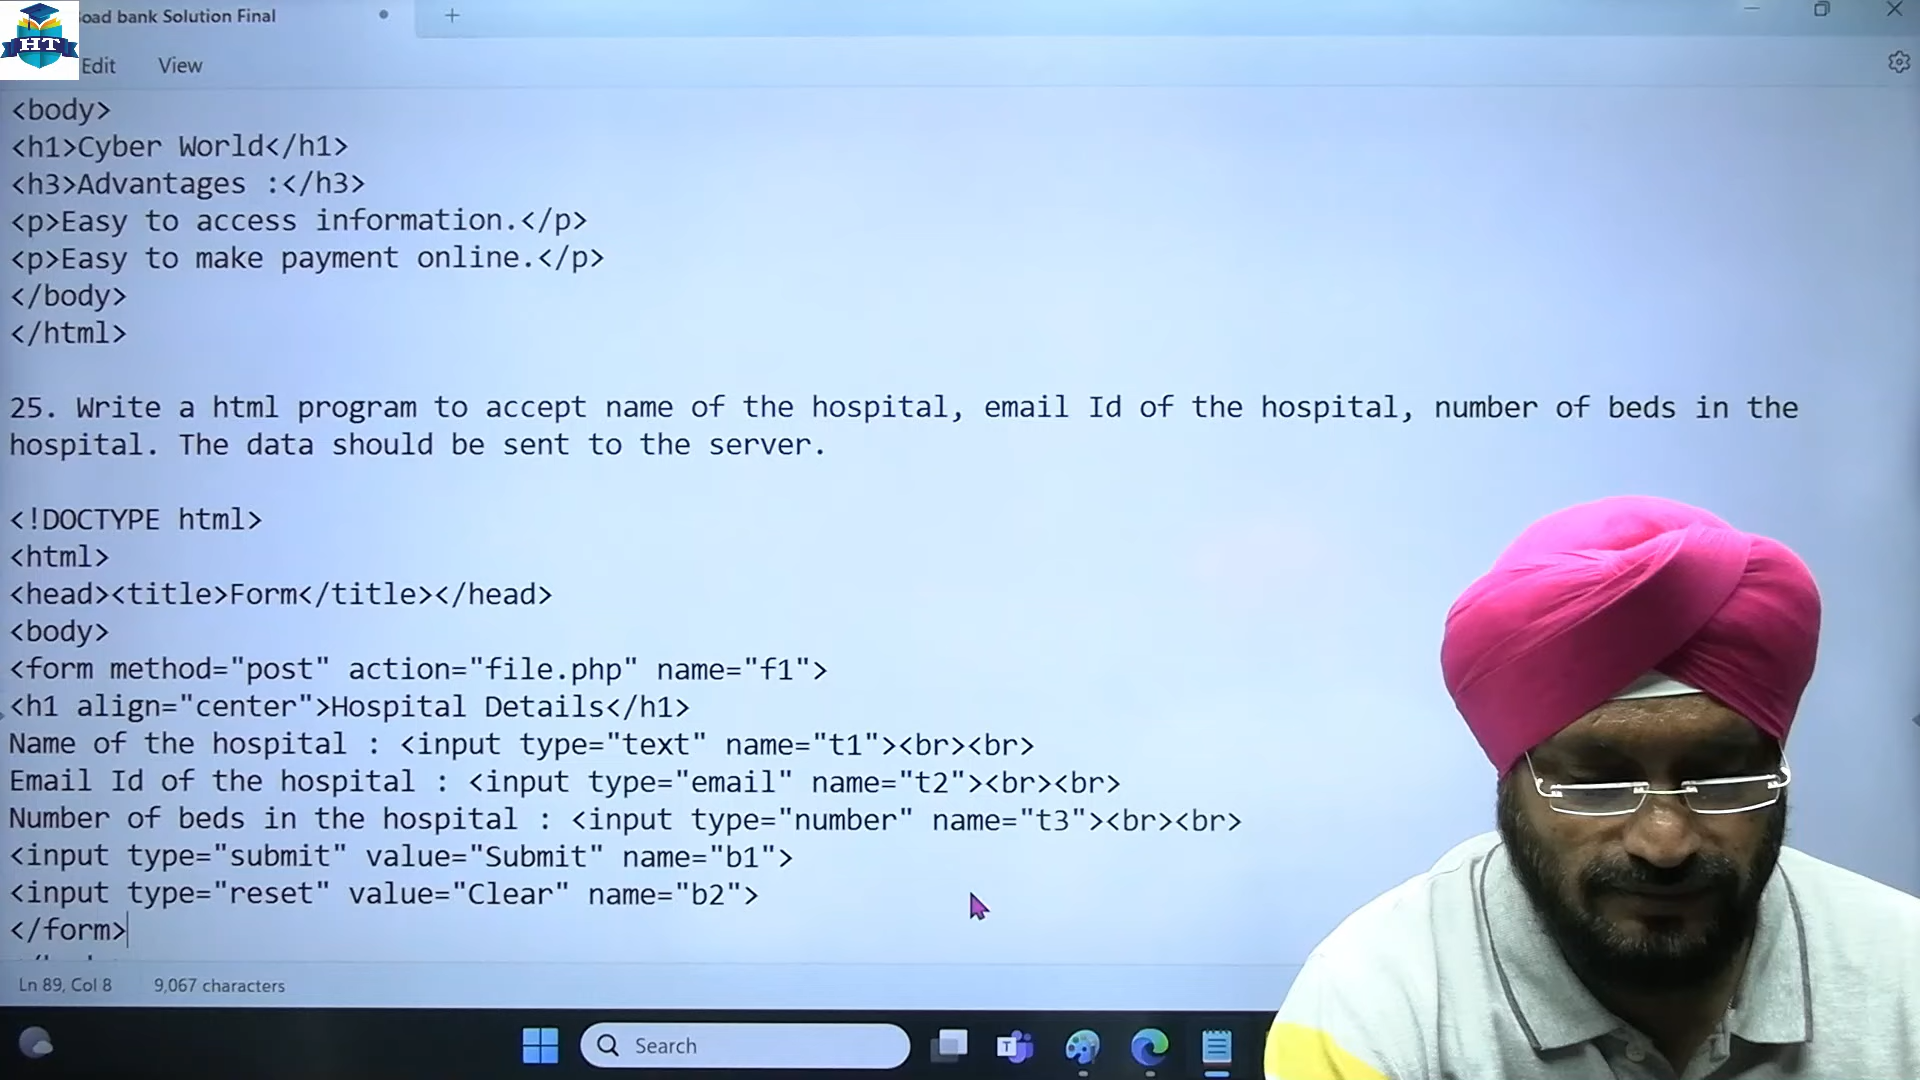 HT
oad bank Solution Final
Edit View
<body>
<h1>Cyber World</h1>
<h3>Advantages :</h3>
<p>Easy to access information.</p>
<p>Easy to make payment online.</p>
</body>
</html>
25. Write a html program to accept name of the hospital, email Id of the hospital, number of beds in the
hospital. The data should be sent to the server.
<!DOCTYPE html>
<html>
<head><title>Form</title></head>
<body>
<form method="post" action="file.php" name="f1">
<h1 align="center">Hospital Details</h1>
Name of the hospital : <input type="text" name="t1"><br><br>
Email Id of the hospital : <input type="email" name="t2"><br><br>
Number of beds in the hospital : <input type="number" name="t3"><br><br>
<input type="submit" value="Submit" name="b1">
<input type="reset" value="Clear" name="b2">
</form>
Ln 89, Col 8 9,067 characters
Search
T